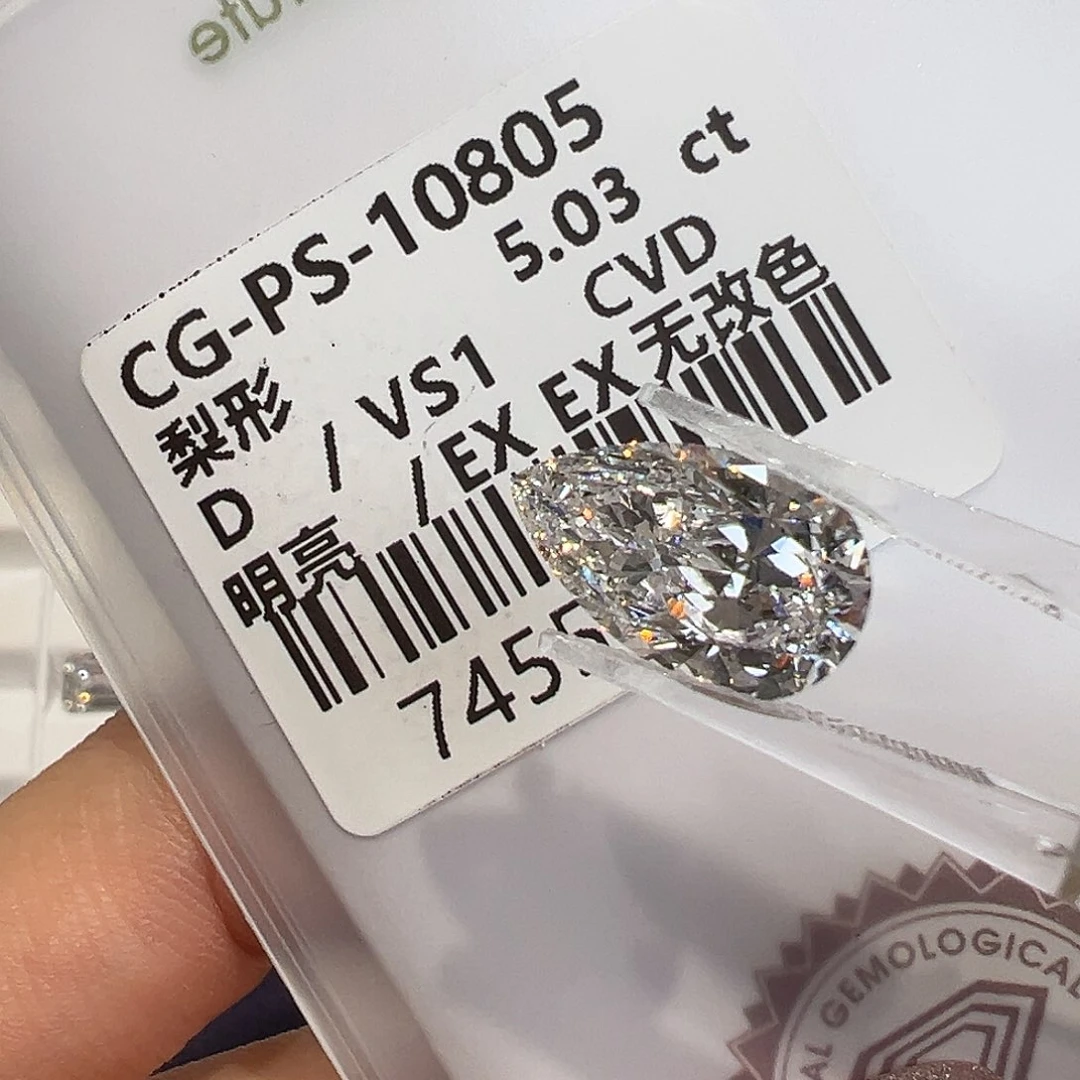 CG-PS-10805
梨形 5.03 ct
D / VS1 CVD
明亮 / EX EX 无改色
745
GEMOLOGICAL